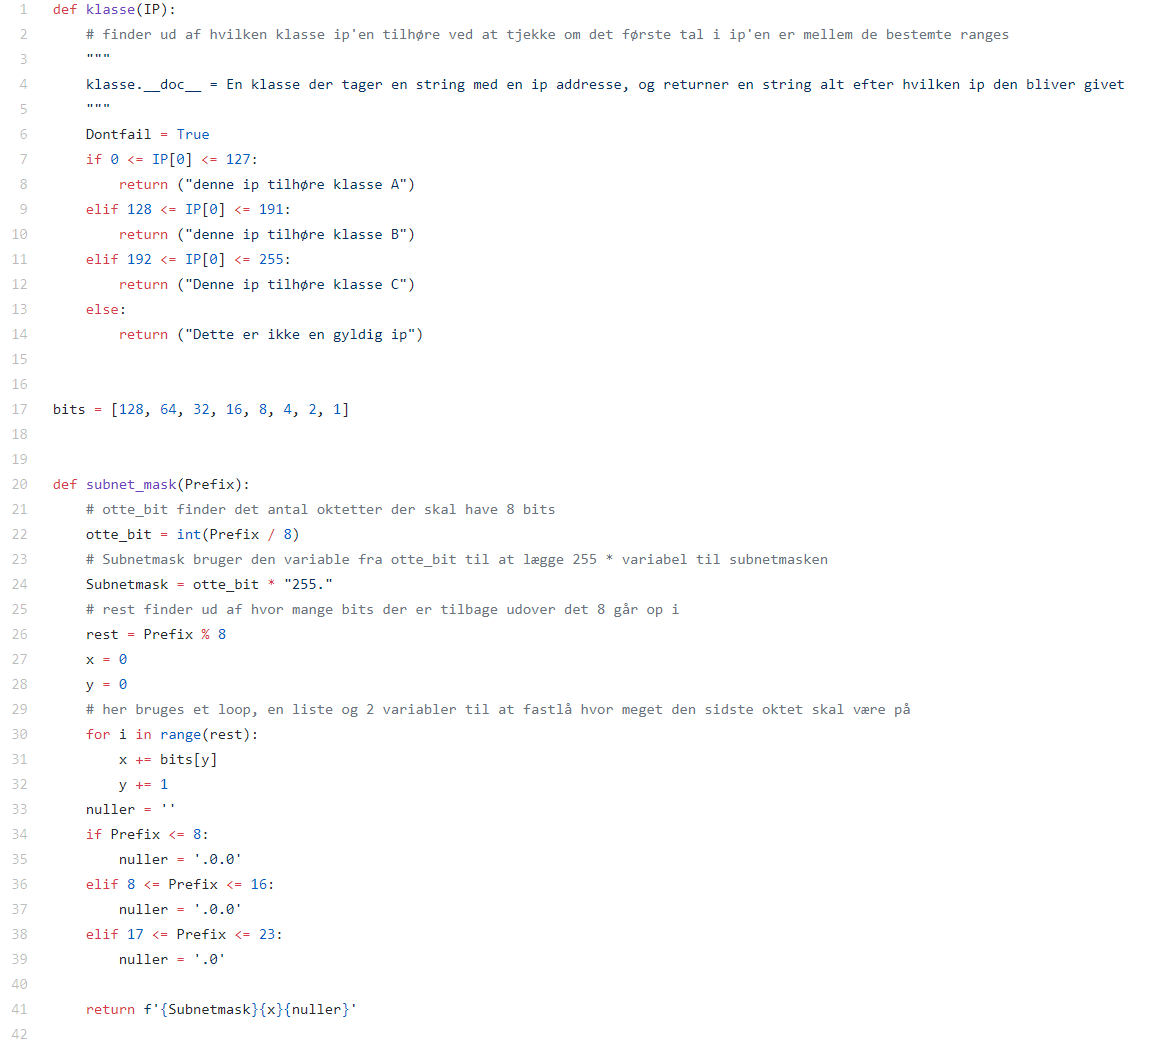 1 def klasse(IP):
2     # finder ud af hvilken klasse ip'en tilhøre ved at tjekke om det første tal i ip'en er mellem de bestemte ranges
3     """
4     klasse.__doc__ = En klasse der tager en string med en ip addresse, og returner en string alt efter hvilken ip den bliver givet
5     """
6     Dontfail = True
7     if 0 <= IP[0] <= 127:
8         return ("denne ip tilhøre klasse A")
9     elif 128 <= IP[0] <= 191:
10         return ("denne ip tilhøre klasse B")
11     elif 192 <= IP[0] <= 255:
12         return ("Denne ip tilhøre klasse C")
13     else:
14         return ("Dette er ikke en gyldig ip")
15
16
17 bits = [128, 64, 32, 16, 8, 4, 2, 1]
18
19
20 def subnet_mask(Prefix):
21     # otte_bit finder det antal oktetter der skal have 8 bits
22     otte_bit = int(Prefix / 8)
23     # Subnetmask bruger den variable fra otte_bit til at lægge 255 * variabel til subnetmasken
24     Subnetmask = otte_bit * "255."
25     # rest finder ud af hvor mange bits der er tilbage udover det 8 går op i
26     rest = Prefix % 8
27     x = 0
28     y = 0
29     # her bruges et loop, en liste og 2 variabler til at fastlå hvor meget den sidste oktet skal være på
30     for i in range(rest):
31         x += bits[y]
32         y += 1
33     nuller = ''
34     if Prefix <= 8:
35         nuller = '.0.0'
36     elif 8 <= Prefix <= 16:
37         nuller = '.0.0'
38     elif 17 <= Prefix <= 23:
39         nuller = '.0'
40
41     return f'{Subnetmask}{x}{nuller}'
42